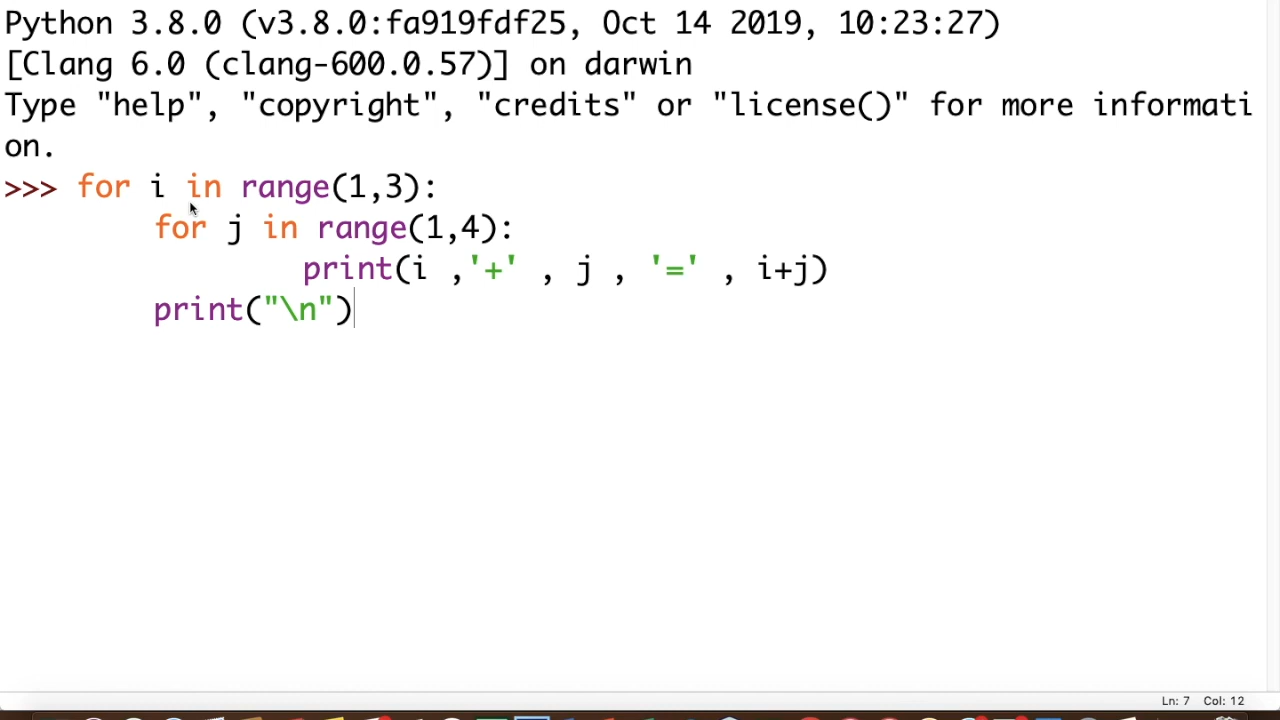 Python 3.8.0 (v3.8.0:fa919fdf25, Oct 14 2019, 10:23:27)
[Clang 6.0 (clang-600.0.57)] on darwin
Type "help", "copyright", "credits" or "license()" for more informati
on.
>>> for i in range(1,3):
        for j in range(1,4):
                print(i ,'+' , j , '=' , i+j)
        print("\n")
Ln: 7 Col: 12